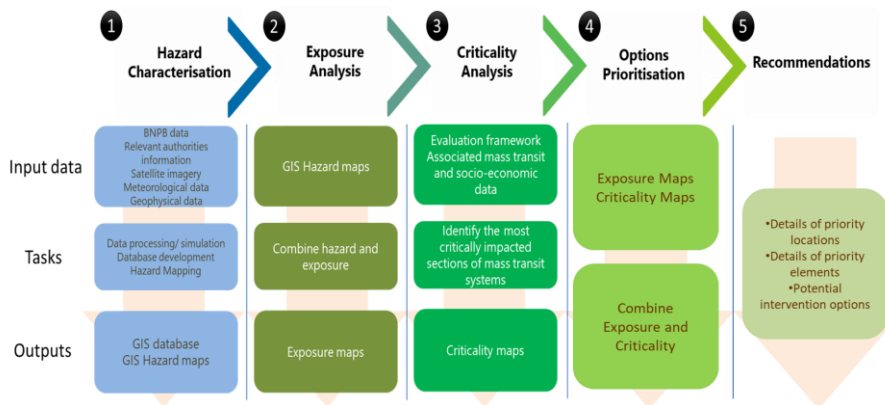 1
Hazard
Characterisation
2
Exposure
Analysis
3
Criticality
Analysis
4
Options
Prioritisation
5
Recommendations
Input data
BNPB data
Relevant authorities
information
Satellite imagery
Meteorological data
Geophysical data
GIS Hazard maps
Evaluation framework
Associated mass transit
and socio-economic
data
Exposure Maps
Criticality Maps
Tasks
Data processing/ simulation
Database development
Hazard Mapping
Combine hazard and
exposure
Identify the most
critically impacted
sections of mass transit
systems
Combine
Exposure and
Criticality
•Details of priority
locations
•Details of priority
elements
•Potential
intervention options
Outputs
GIS database
GIS Hazard maps
Exposure maps
Criticality maps